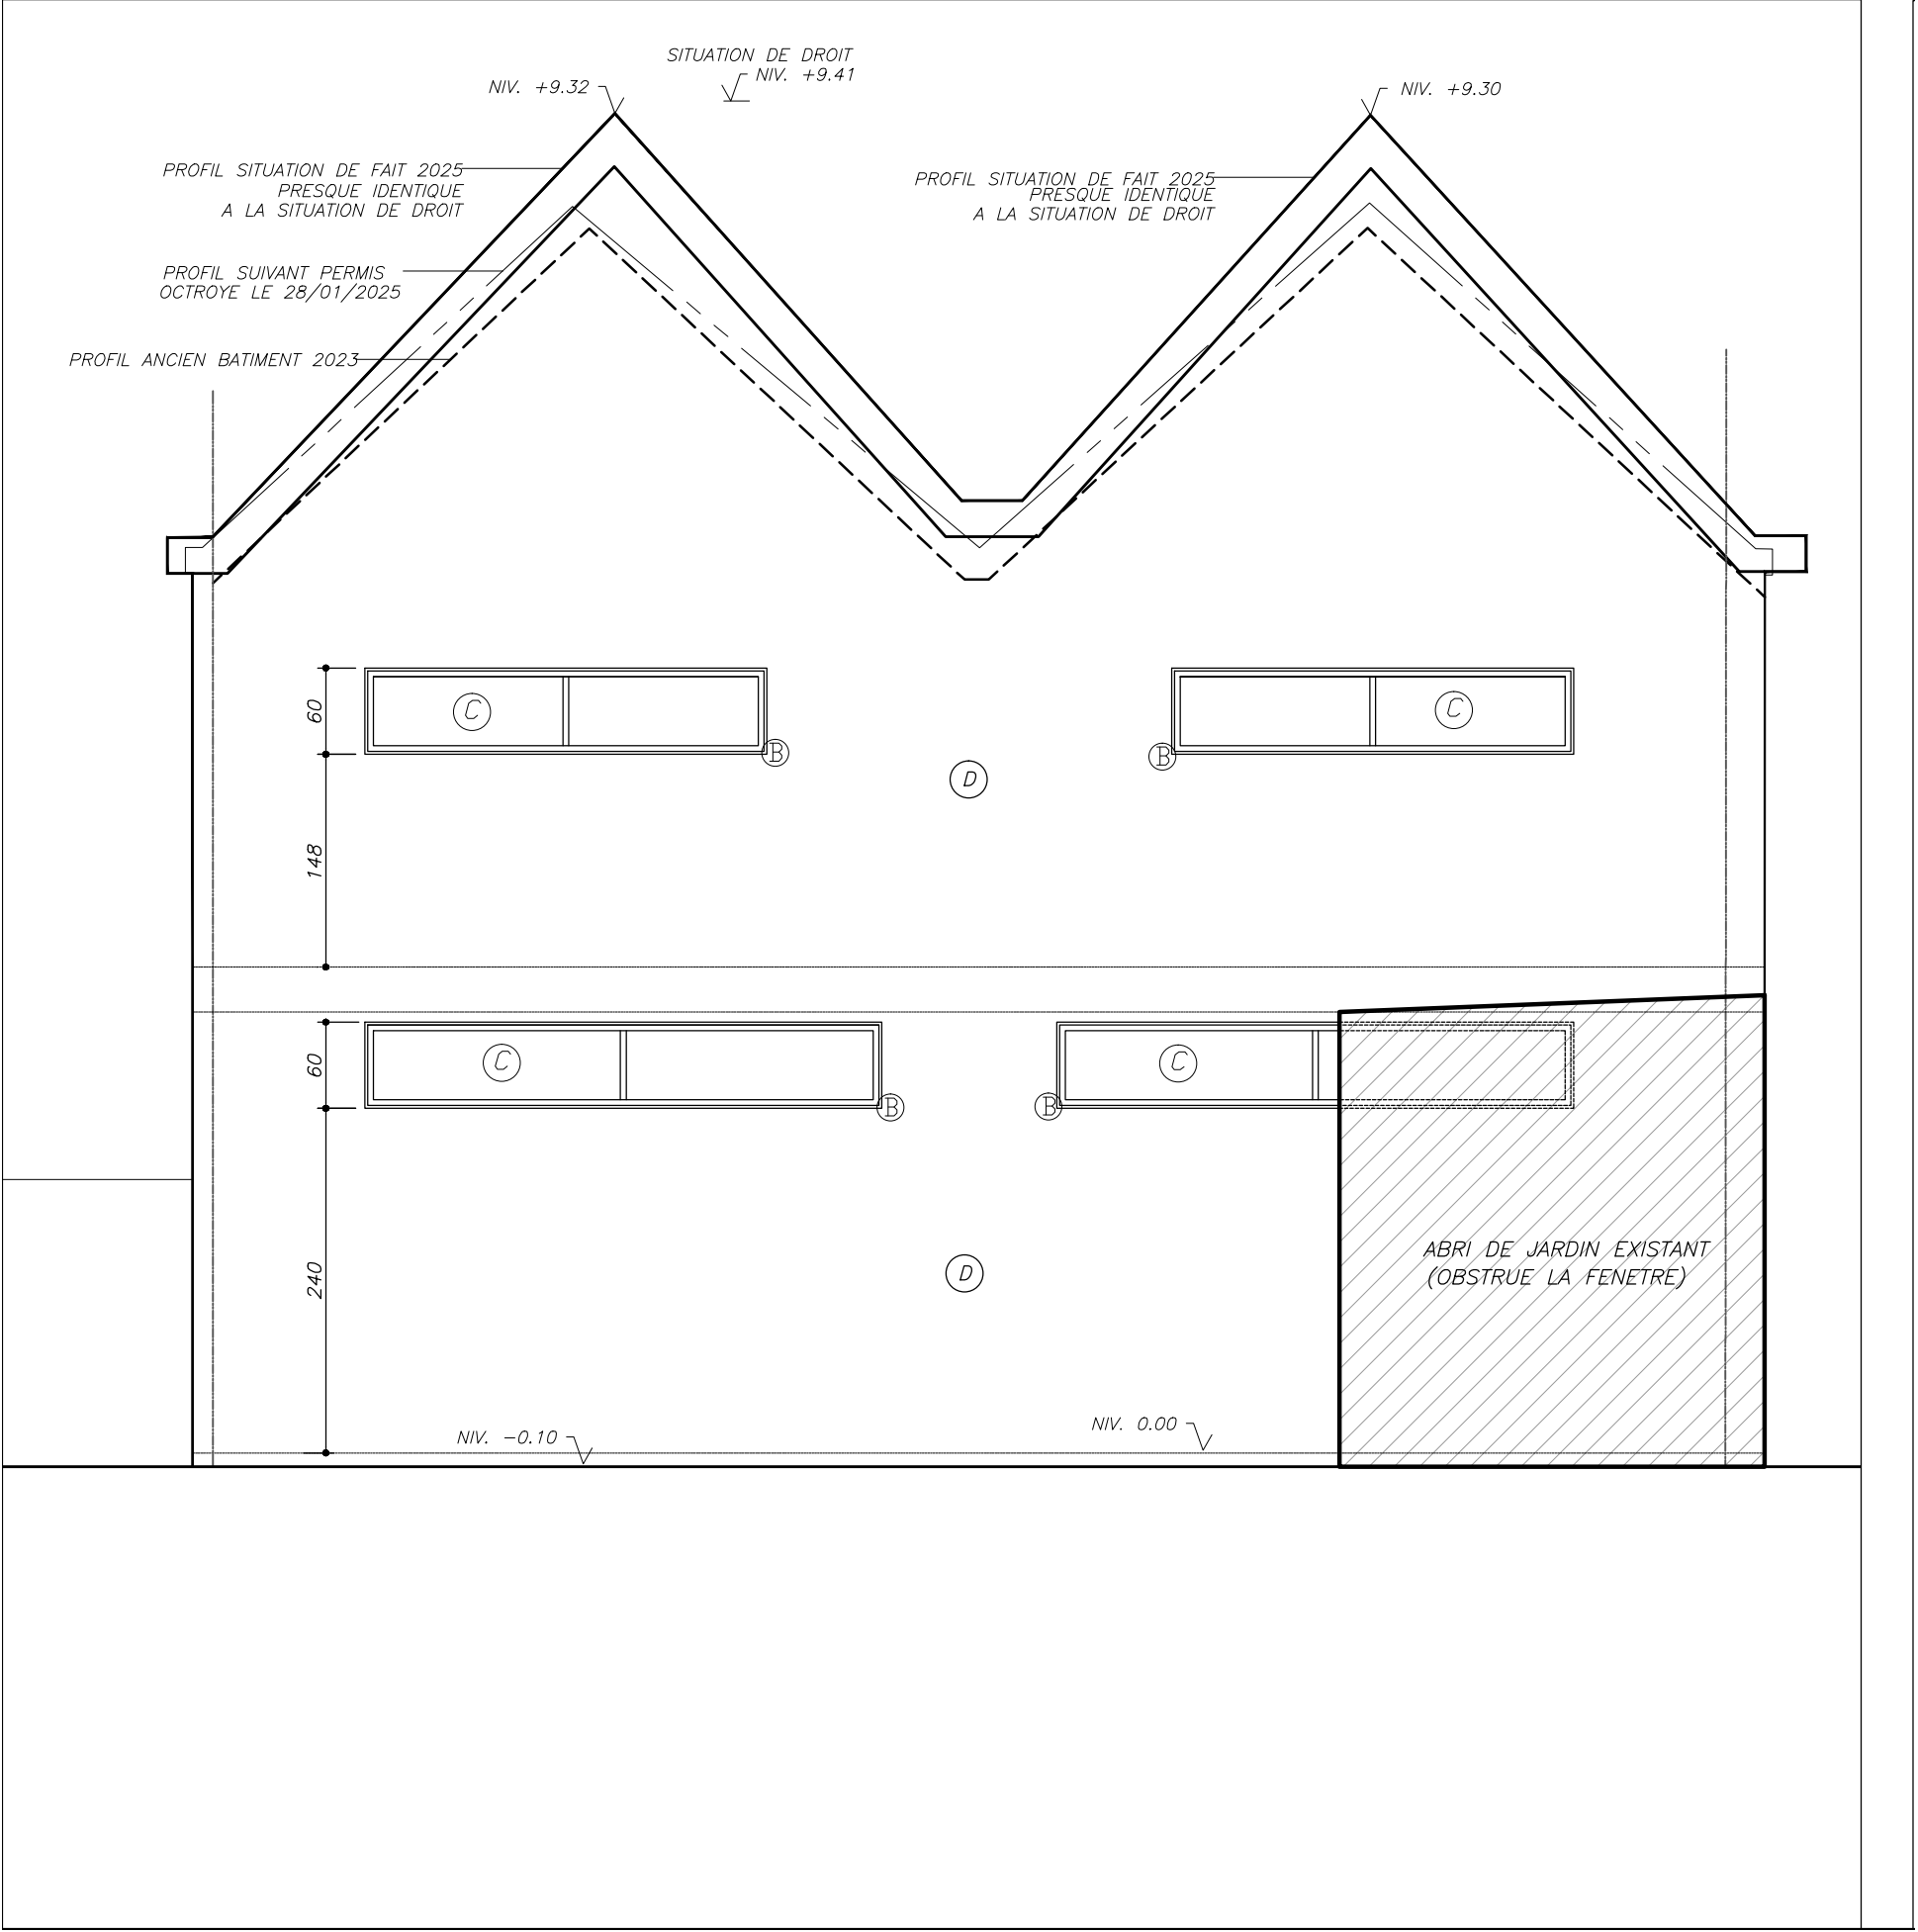 SITUATION DE DROIT
NIV. +9.41
NIV. +9.32
NIV. +9.30
PROFIL SITUATION DE FAIT 2025
PRESQUE IDENTIQUE
A LA SITUATION DE DROIT
PROFIL SITUATION DE FAIT 2025
PRESQUE IDENTIQUE
A LA SITUATION DE DROIT
PROFIL SUIVANT PERMIS
OCTROYE LE 28/01/2025
PROFIL ANCIEN BATIMENT 2023
60
C
C
B
B
D
148
60
C
C
B
B
240
D
ABRI DE JARDIN EXISTANT
(OBSTRUE LA FENETRE)
NIV. -0.10
NIV. 0.00